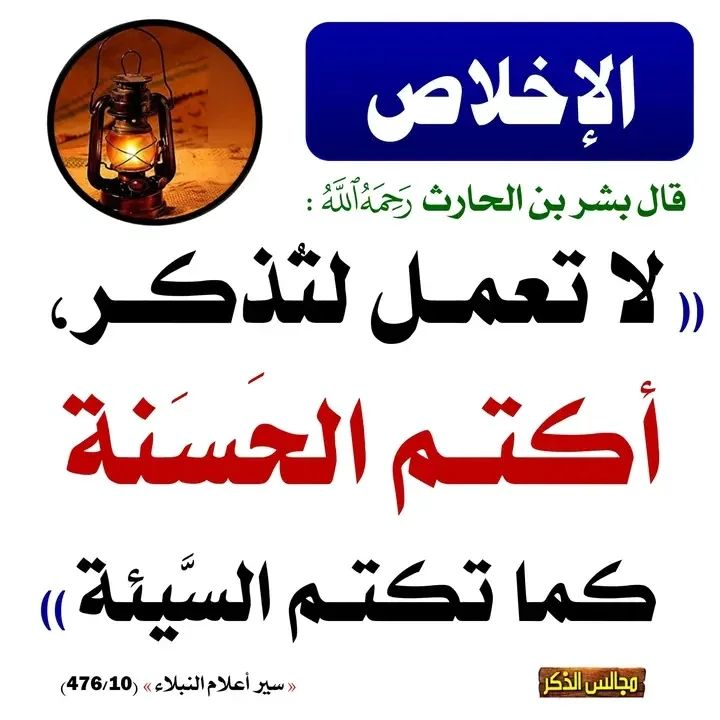 الإخلاص
قال بشر بن الحارث رَحِمَهُ ٱللَّهُ :
(( لا تعمل لتُذكر،
أكتم الحَسَنة
كما تكتم السَّيئة ))
« سير أعلام النبلاء » (476/10)
مجالس الذكر